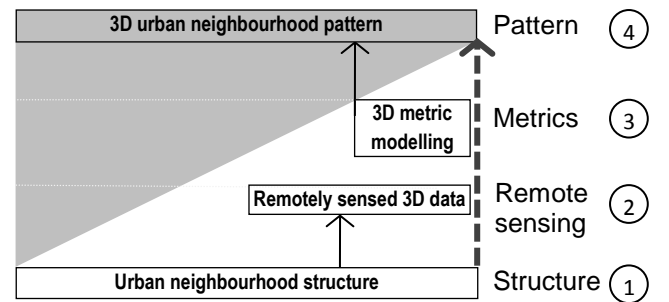 3D urban neighbourhood pattern
Pattern
4
3D metric
modelling
Metrics
3
Remotely sensed 3D data
Remote
sensing
2
Urban neighbourhood structure
Structure
1